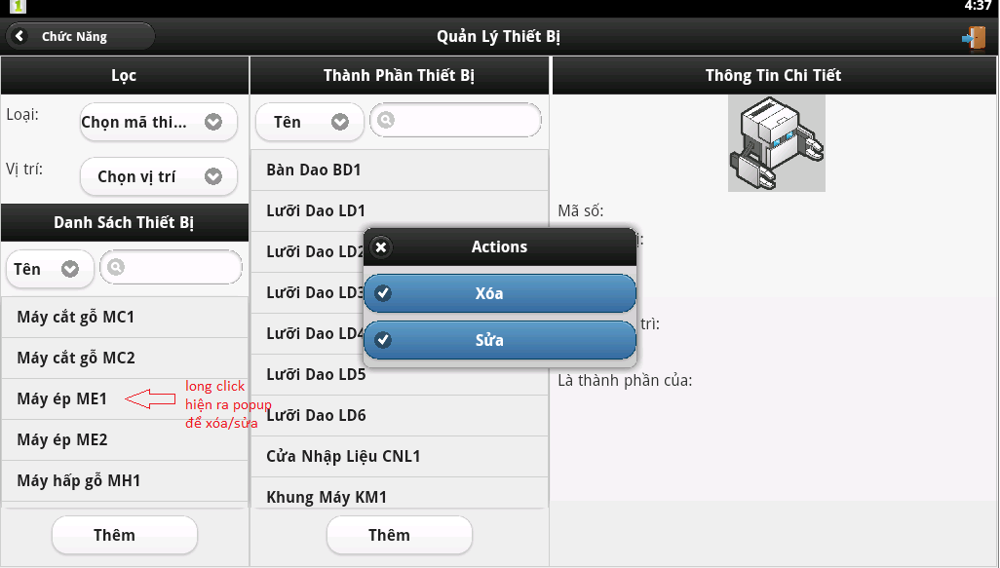 1
4:37
Chức Năng
Quản Lý Thiết Bị
Lọc
Loại:
Chọn mã thi...
Vị trí:
Chọn vị trí
Danh Sách Thiết Bị
Tên
Máy cắt gỗ MC1
Máy cắt gỗ MC2
Máy ép ME1
long click
hiện ra popup
để xóa/sửa
Máy ép ME2
Máy hấp gỗ MH1
Thêm
Thành Phần Thiết Bị
Tên
Bàn Dao BD1
Lưỡi Dao LD1
Lưỡi Dao LD2
Lưỡi Dao LD3
Lưỡi Dao LD4
Lưỡi Dao LD5
Lưỡi Dao LD6
Cửa Nhập Liệu CNL1
Khung Máy KM1
Thêm
Actions
Xóa
Sửa
Thông Tin Chi Tiết
Mã số:
trì:
Là thành phần của: